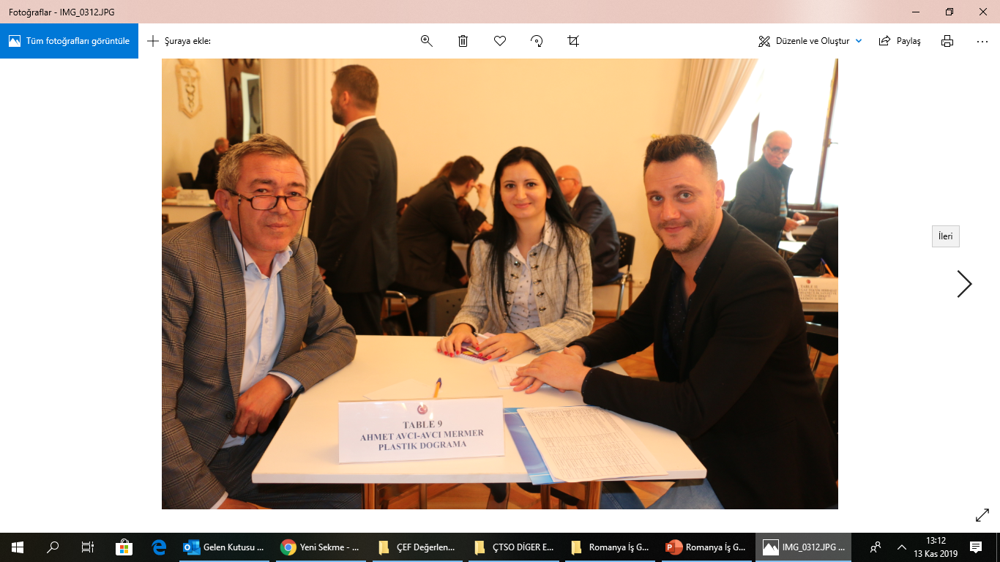 Fotoğraflar - IMG_0312.JPG
Tüm fotoğrafları görüntüle
Şuraya ekle:
Düzenle ve Oluştur
Paylaş
TABLE 9
AHMET AVCI-AVCI MERMER
PLASTIK DOGRAMA
TABLE 11
İleri
Gelen Kutusu ...
Yeni Sekme - ...
ÇEF Değerlen...
ÇTSO DİGER E...
Romanya İş G...
Romanya İş G...
IMG_0312.JPG ...
13:12
13 Kas 2019